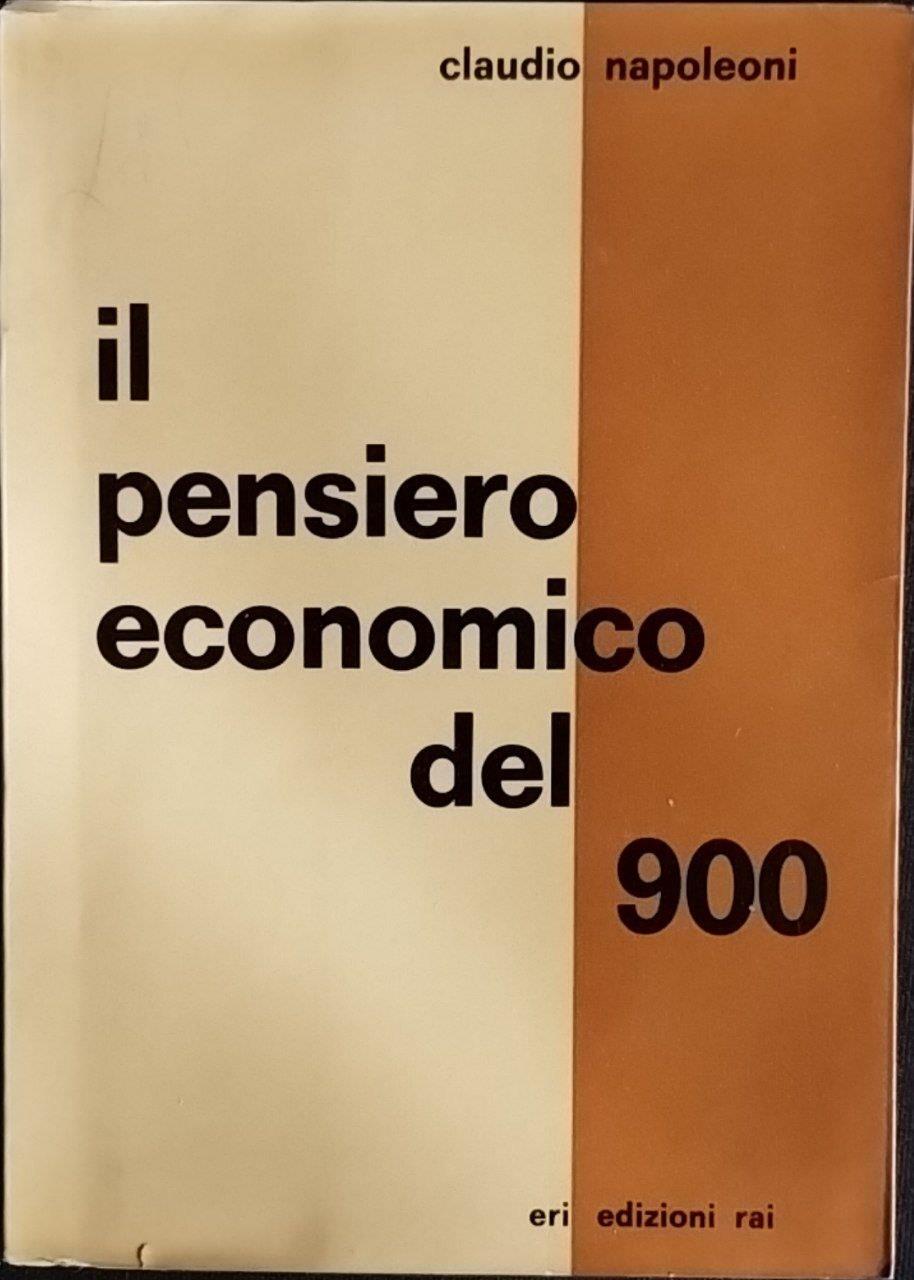 claudio napoleoni
il
pensiero
economico
del
900
eri edizioni rai